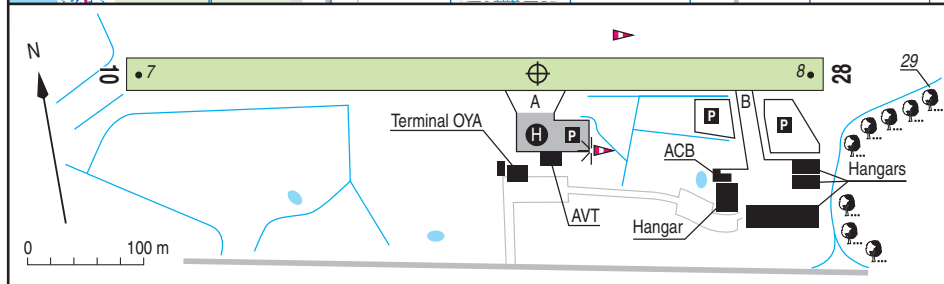 N
29
10
7
8
28
A
B
P
P
Terminal OYA
H
P
ACB
Hangars
AVT
Hangar
0 100 m